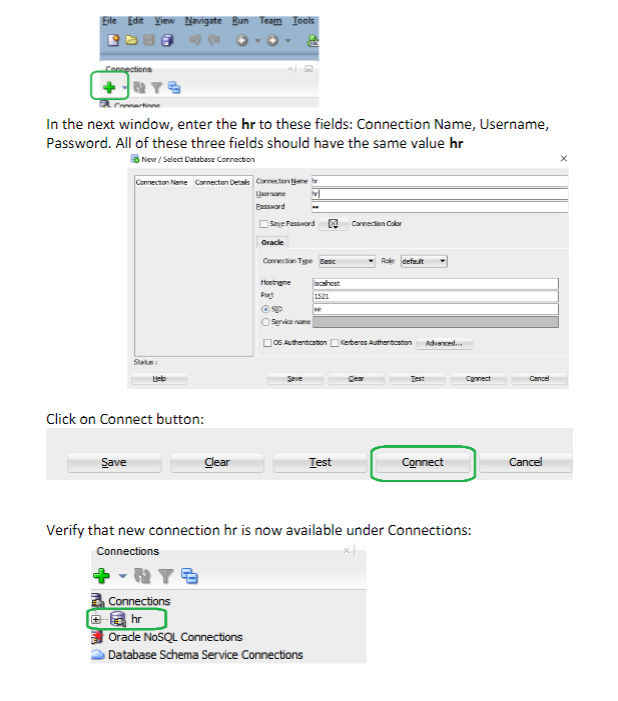 File Edit View Navigate Run Team Tools
Connections
Connections
In the next window, enter the hr to these fields: Connection Name, Username,
Password. All of these three fields should have the same value hr
New / Select Database Connection
Connection Name Connection Details Connection Name hr
Username hr
Password ••
Save Password Connection Color
Oracle
Connection Type Basic Role default
Hostname localhost
Port 1521
SID xe
Service name
OS Authentication Kerberos Authentication Advanced...
Status :
Help Save Clear Test Connect Cancel
Click on Connect button:
Save Clear Test Connect Cancel
Verify that new connection hr is now available under Connections:
Connections
Connections
hr
Oracle NoSQL Connections
Database Schema Service Connections